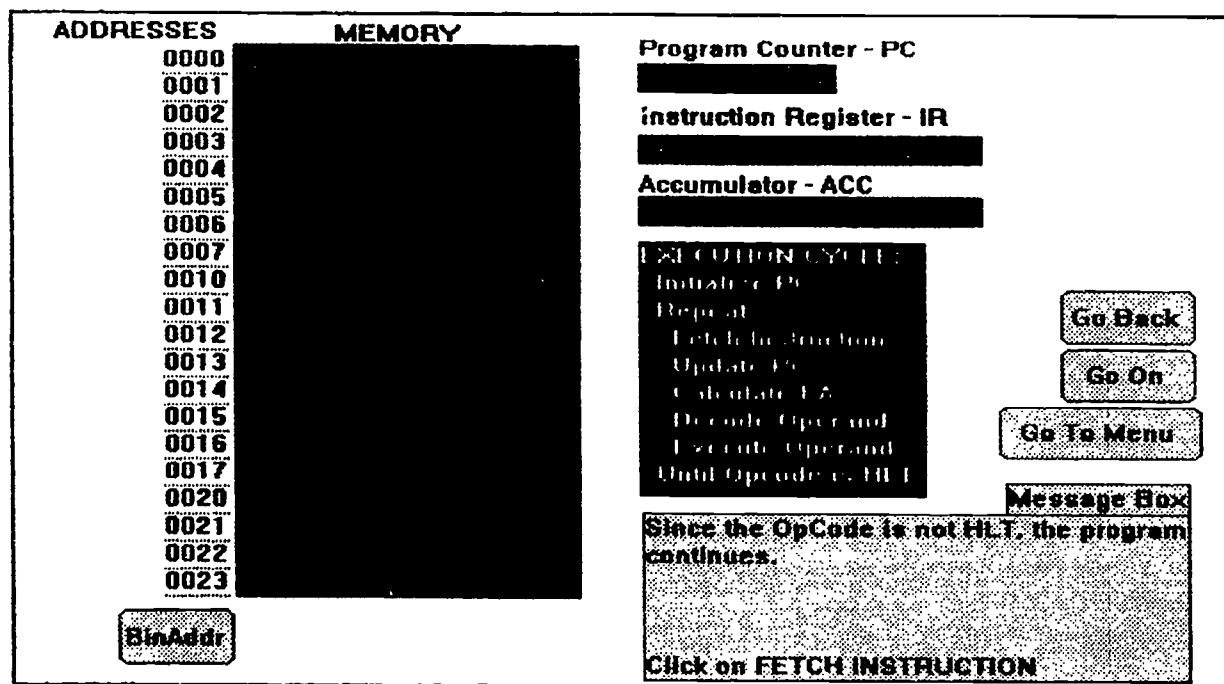 ADDRESSES
MEMORY
0000
0001
0002
0003
0004
0005
0006
0007
0010
0011
0012
0013
0014
0015
0016
0017
0020
0021
0022
0023
BinAddr
Program Counter - PC
Instruction Register - IR
Accumulator - ACC
EXECUTION CYCLE:
Initialize PC
Repeat
Fetch Instruction
Update PC
Calculate EA
Decode Operand
Execute Operand
Until Opcode is HLT
Go Back
Go On
Go To Menu
Message Box
Since the OpCode is not HLT, the program
continues.
Click on FETCH INSTRUCTION